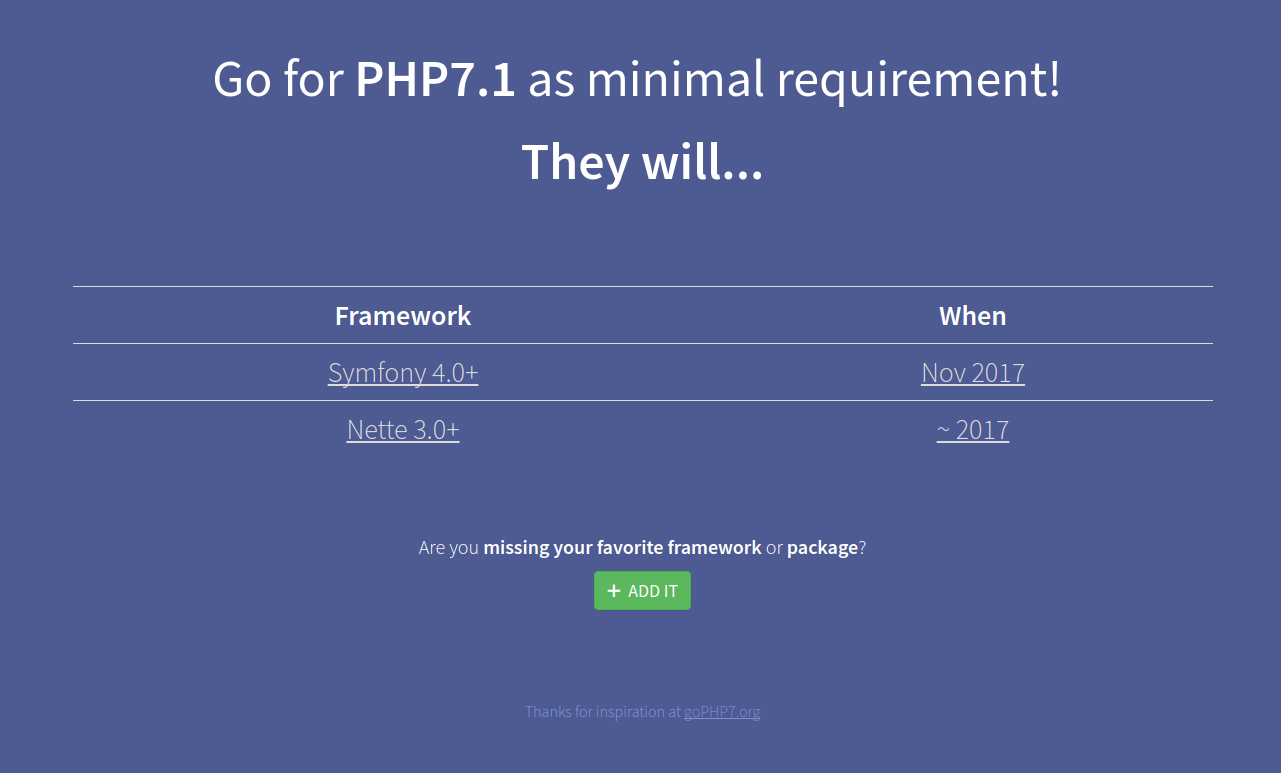 Go for PHP7.1 as minimal requirement!
They will...
Framework When
Symfony 4.0+ Nov 2017
Nette 3.0+ ~ 2017
Are you missing your favorite framework or package?
+ ADD IT
Thanks for inspiration at goPHP7.org